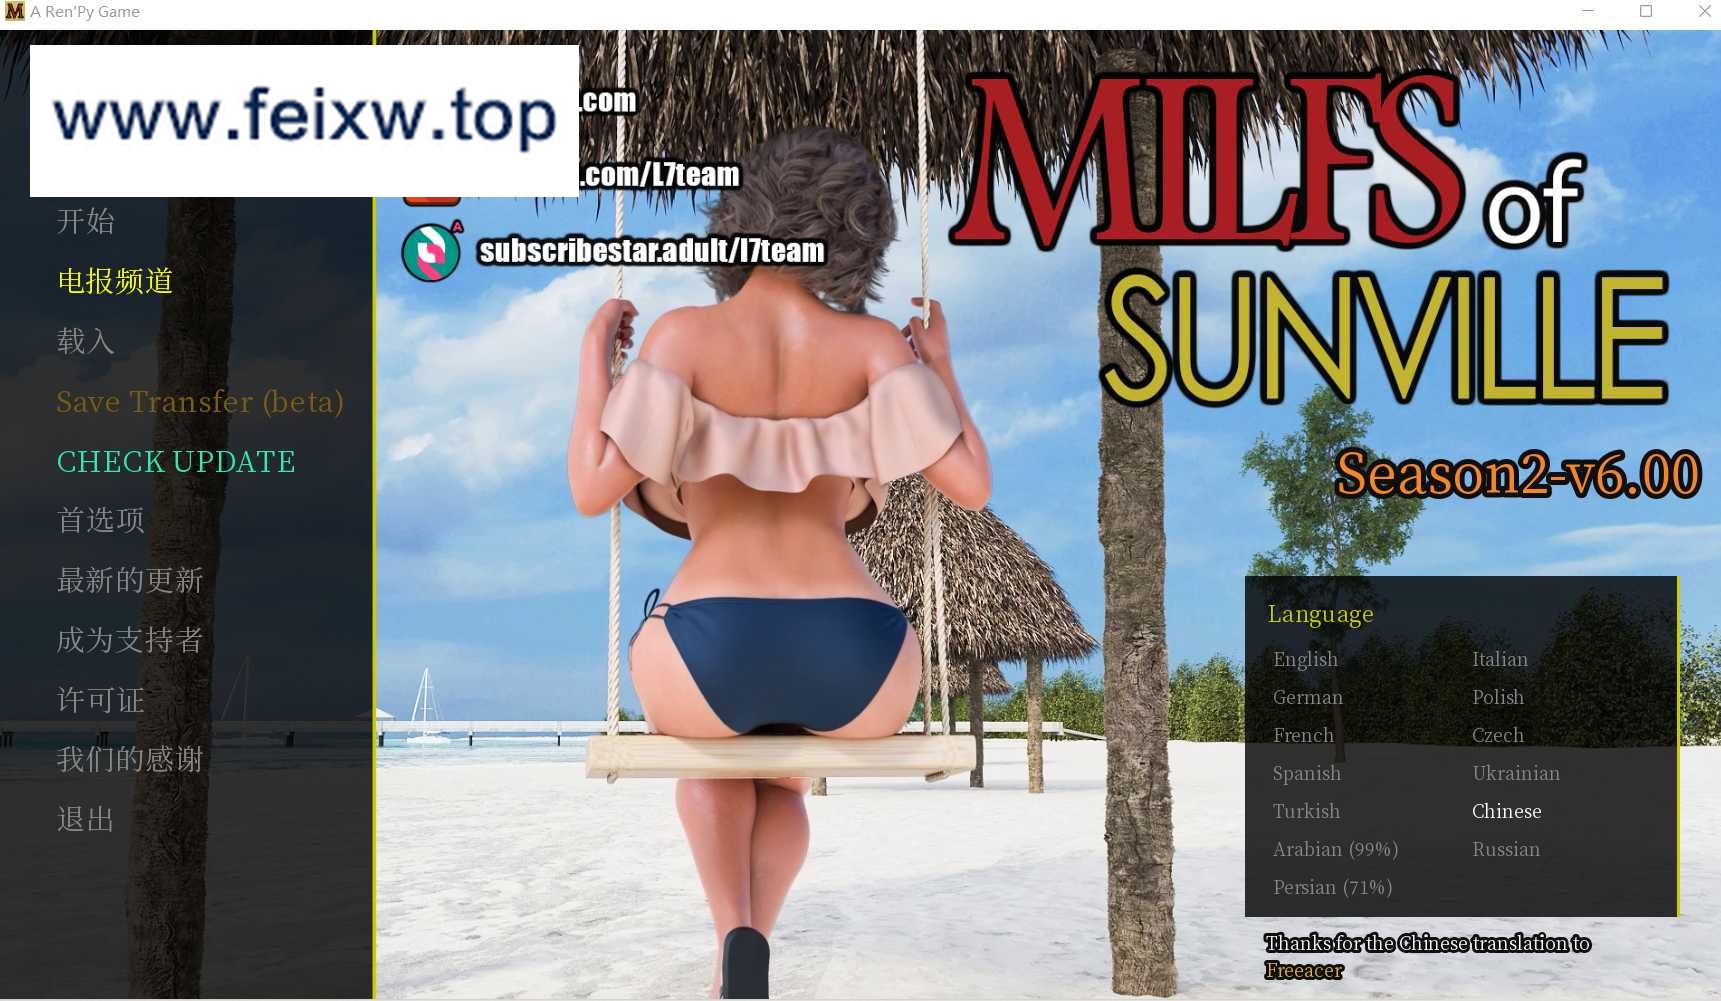 A Ren'Py Game
www.feixw.top
.com
.com/L7team
A
subscribestar.adult/l7team
MILFS of
SUNVILLE
Season2-v6.00
开始
电报频道
载入
Save Transfer (beta)
CHECK UPDATE
首选项
最新的更新
成为支持者
许可证
我们的感谢
退出
Language
English Italian
German Polish
French Czech
Spanish Ukrainian
Turkish Chinese
Arabian (99%) Russian
Persian (71%)
Thanks for the Chinese translation to
Freeacer